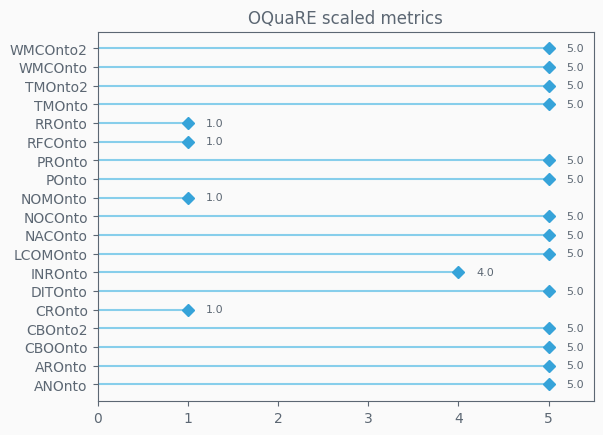 OQuaRE scaled metrics
WMCOnto2 5.0
WMCOnto 5.0
TMOnto2 5.0
TMOnto 5.0
RROnto 1.0
RFCOnto 1.0
PROnto 5.0
POnto 5.0
NOMOnto 1.0
NOCOnto 5.0
NACOnto 5.0
LCOMOnto 5.0
INROnto 4.0
DITOnto 5.0
CROnto 1.0
CBOnto2 5.0
CBOOnto 5.0
AROnto 5.0
ANOnto 5.0
0 1 2 3 4 5